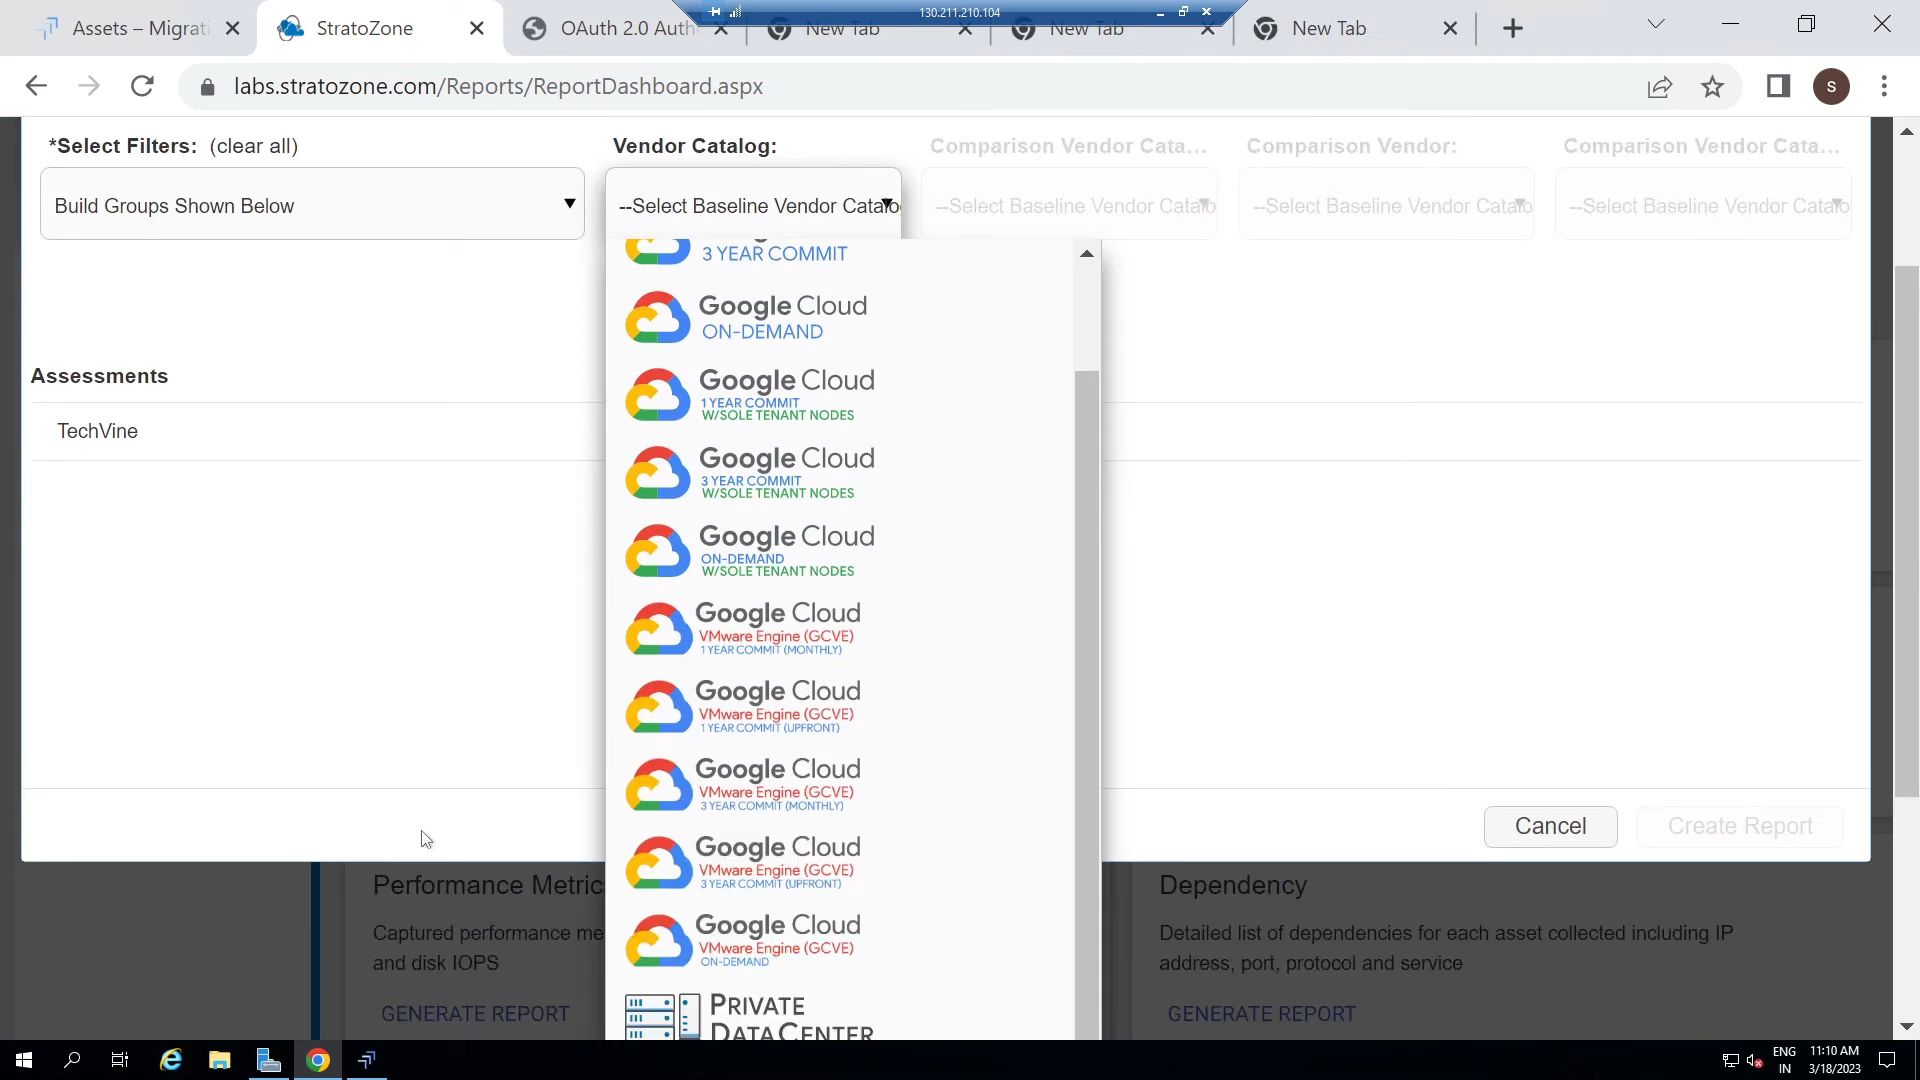 130.211.210.104
Assets – Migrati
StratoZone
OAuth 2.0 Auth
New Tab
New Tab
New Tab
labs.stratozone.com/Reports/ReportDashboard.aspx
S
*Select Filters: (clear all)
Vendor Catalog:
Comparison Vendor Cata...
Comparison Vendor:
Comparison Vendor Cata...
Build Groups Shown Below
--Select Baseline Vendor Catalo
--Select Baseline Vendor Catalo
--Select Baseline Vendor Catalo
--Select Baseline Vendor Catalo
3 YEAR COMMIT
Google Cloud
ON-DEMAND
Assessments
Google Cloud
1 YEAR COMMIT
W/SOLE TENANT NODES
TechVine
Google Cloud
3 YEAR COMMIT
W/SOLE TENANT NODES
Google Cloud
ON-DEMAND
W/SOLE TENANT NODES
Google Cloud
VMware Engine (GCVE)
1 YEAR COMMIT (MONTHLY)
Google Cloud
VMware Engine (GCVE)
1 YEAR COMMIT (UPFRONT)
Google Cloud
VMware Engine (GCVE)
3 YEAR COMMIT (MONTHLY)
Google Cloud
VMware Engine (GCVE)
3 YEAR COMMIT (UPFRONT)
Google Cloud
VMware Engine (GCVE)
ON-DEMAND
PRIVATE
DATACENTER
Cancel
Create Report
Performance Metric
Captured performance me
and disk IOPS
GENERATE REPORT
Dependency
Detailed list of dependencies for each asset collected including IP
address, port, protocol and service
GENERATE REPORT
ENG
IN
11:10 AM
3/18/2023